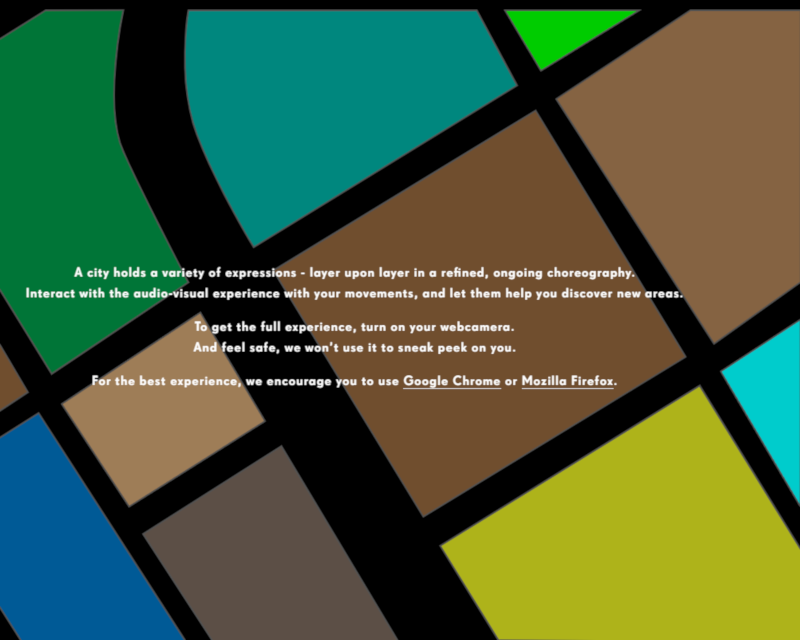 A city holds a variety of expressions - layer upon layer in a refined, ongoing choreography.
Interact with the audio-visual experience with your movements, and let them help you discover new areas.
To get the full experience, turn on your webcamera.
And feel safe, we won't use it to sneak peek on you.
For the best experience, we encourage you to use Google Chrome or Mozilla Firefox.